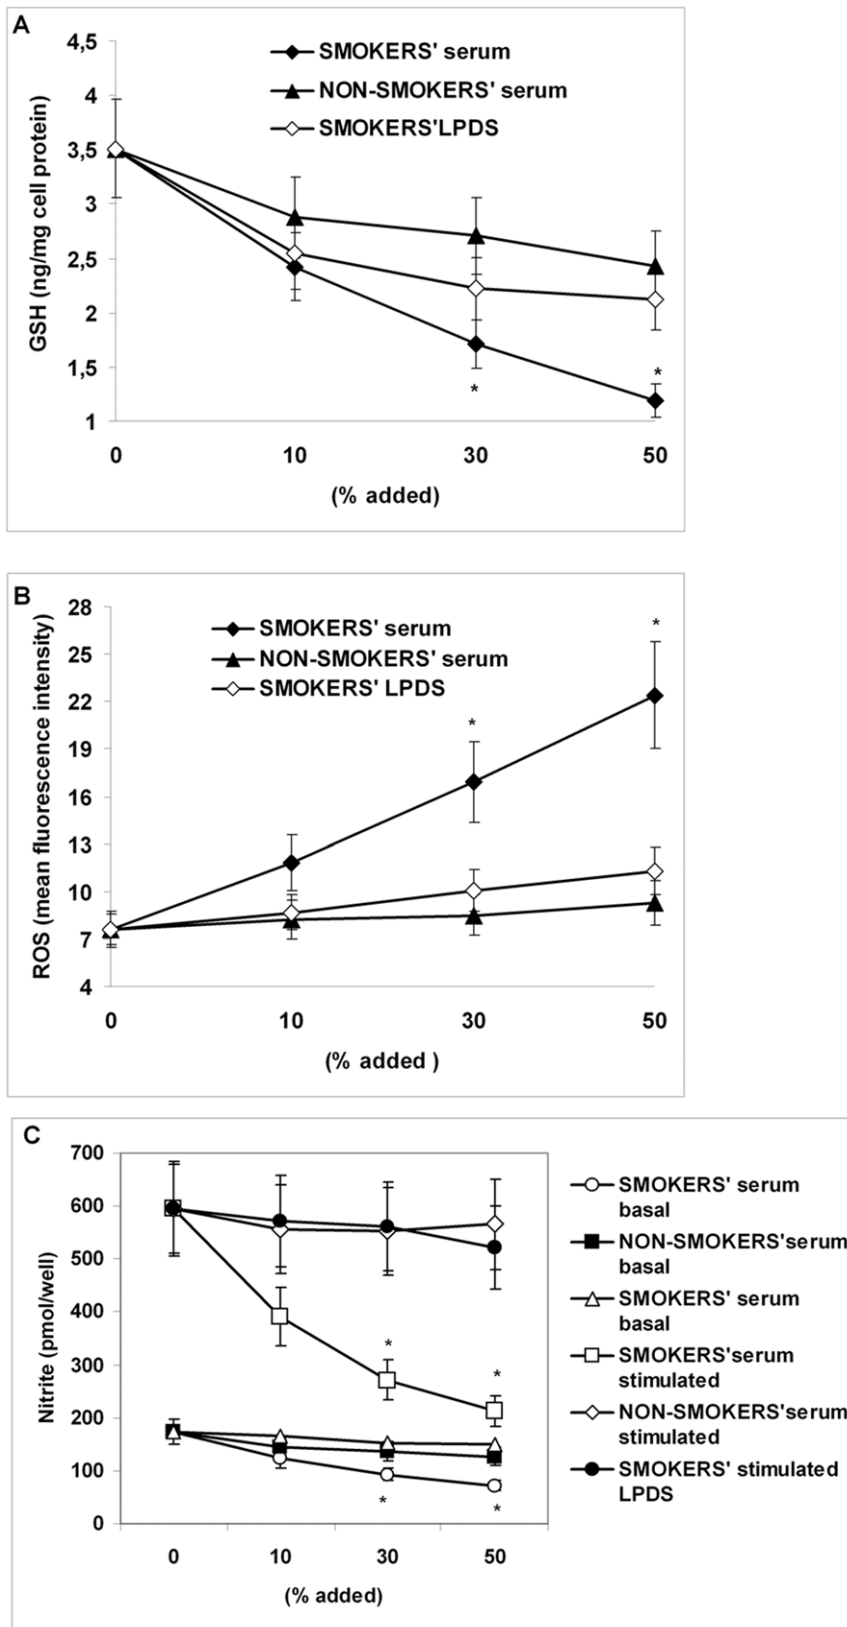 A
4,5
4
3,5
3
2,5
2
1,5
1
GSH (ng/mg cell protein)
SMOKERS' serum
NON-SMOKERS' serum
SMOKERS'LPDS
*
*
0 10 30 50
(% added)
B
28
25
22
19
16
13
10
7
4
ROS (mean fluorescence intensity)
SMOKERS' serum
NON-SMOKERS' serum
SMOKERS' LPDS
*
*
0 10 30 50
(% added )
C
700
600
500
400
300
200
100
0
Nitrite (pmol/well)
*
*
*
*
0 10 30 50
(% added)
SMOKERS' serum
basal
NON-SMOKERS'serum
basal
SMOKERS' serum
basal
SMOKERS'serum
stimulated
NON-SMOKERS'serum
stimulated
SMOKERS' stimulated
LPDS